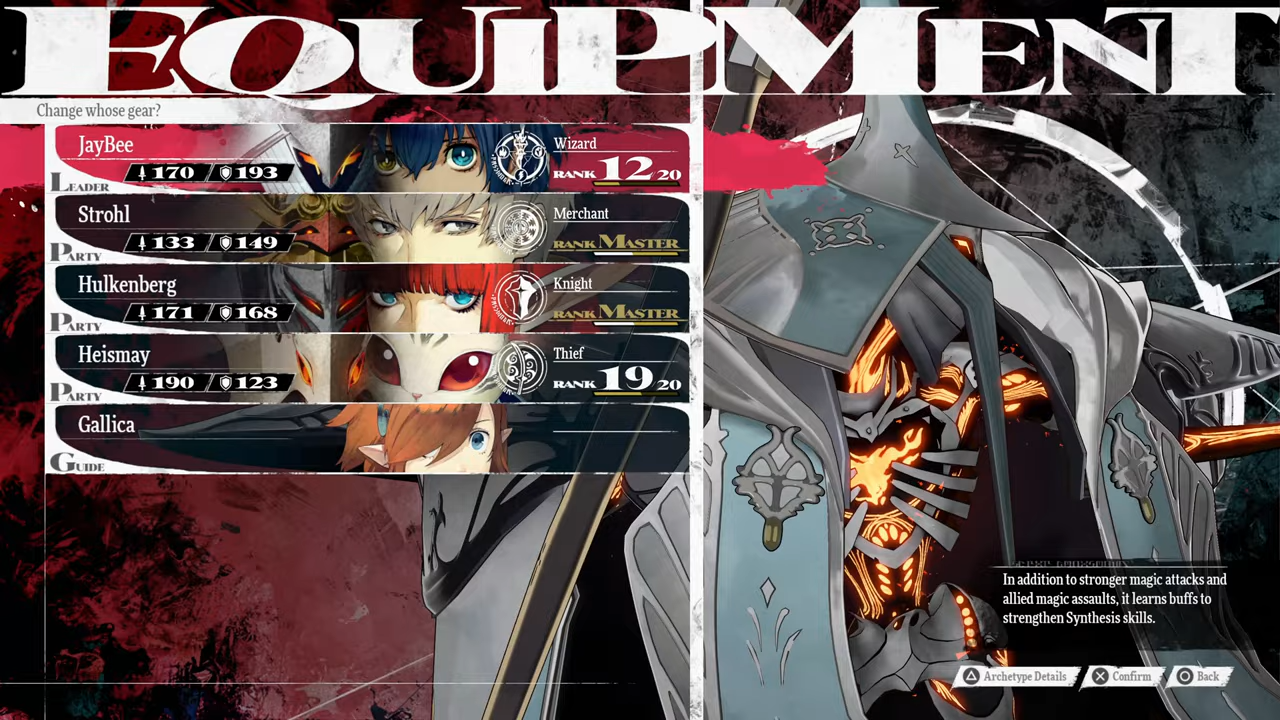 EQUIPMENT
Change whose gear?
JayBee
170 193
LEADER
Wizard
RANK 12/20
Strohl
133 149
PARTY
Merchant
RANK MASTER
Hulkenberg
171 168
PARTY
Knight
RANK MASTER
Heismay
190 123
PARTY
Thief
RANK 19/20
Gallica
GUIDE
In addition to stronger magic attacks and
allied magic assaults, it learns buffs to
strengthen Synthesis skills.
Archetype Details Confirm Back